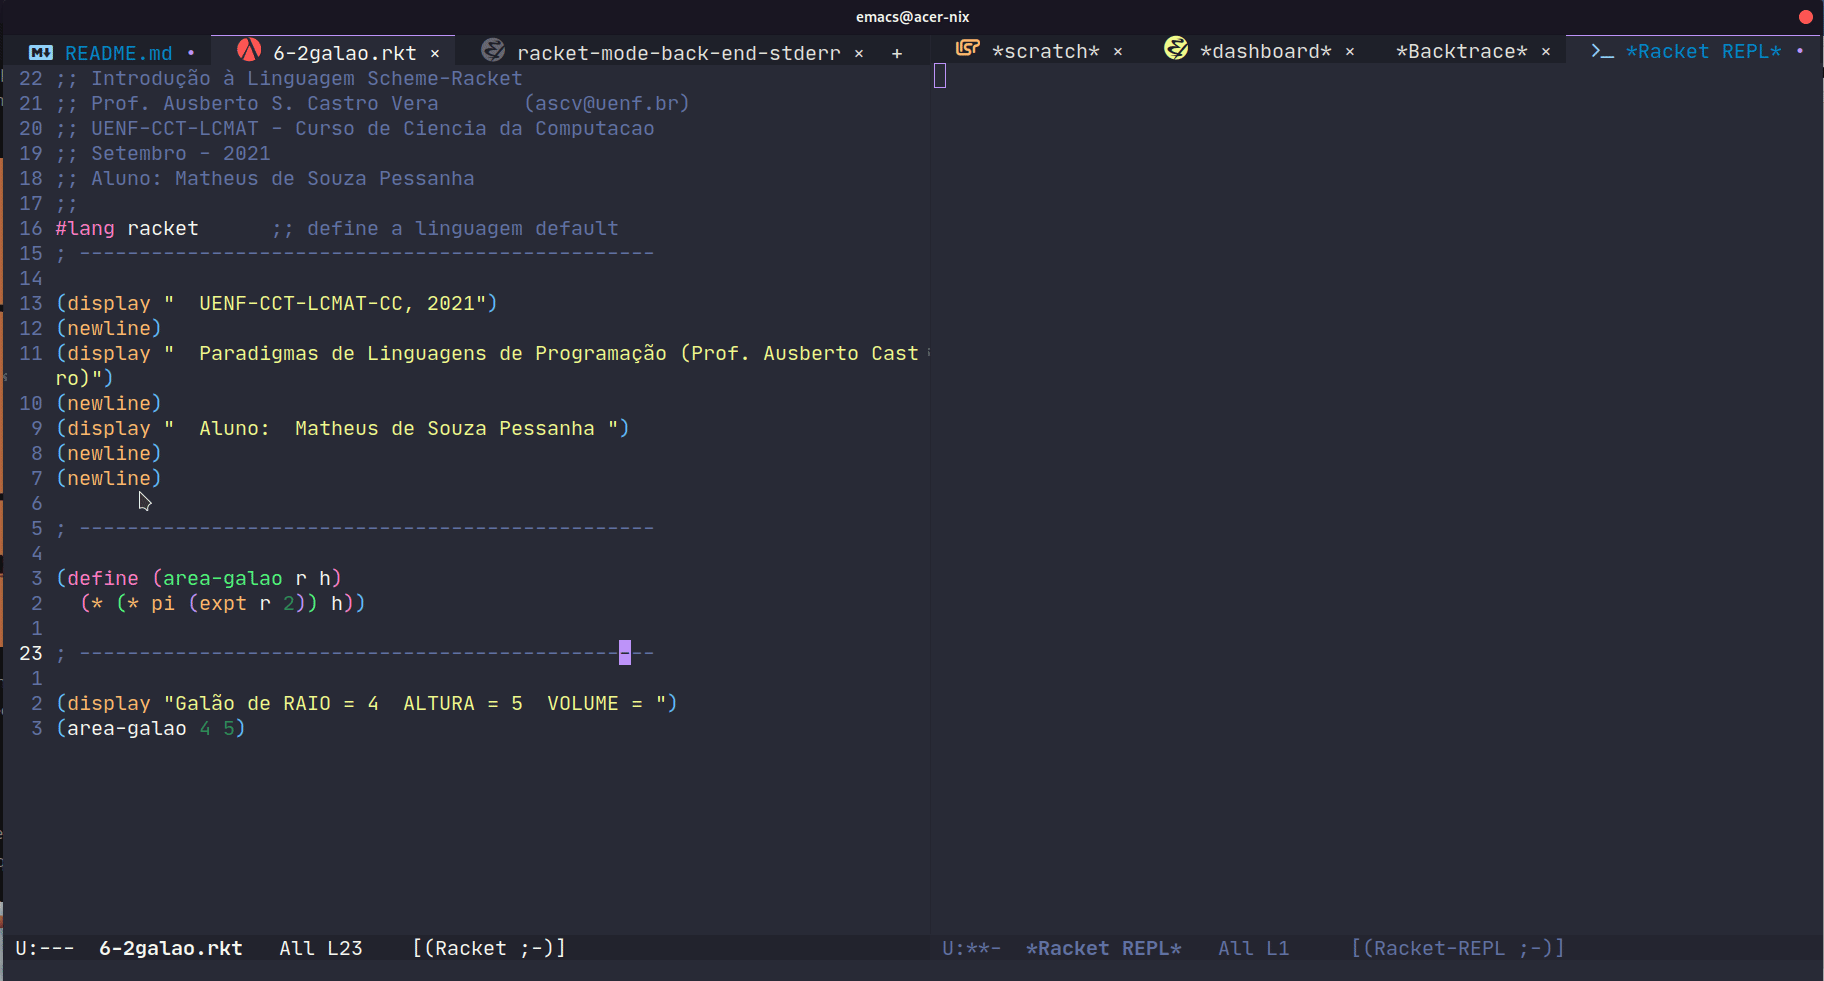 emacs@acer-nix
README.md • 6-2galao.rkt × racket-mode-back-end-stderr × +
*scratch* × *dashboard* × *Backtrace* × >_ *Racket REPL* •
22 ;; Introdução à Linguagem Scheme-Racket
21 ;; Prof. Ausberto S. Castro Vera       (ascv@uenf.br)
20 ;; UENF-CCT-LCMAT - Curso de Ciencia da Computacao
19 ;; Setembro - 2021
18 ;; Aluno: Matheus de Souza Pessanha
17 ;;
16 #lang racket      ;; define a linguagem default
15 ; ------------------------------------------------
14
13 (display "  UENF-CCT-LCMAT-CC, 2021")
12 (newline)
11 (display "  Paradigmas de Linguagens de Programação (Prof. Ausberto Cast
ro)")
10 (newline)
9 (display "  Aluno:  Matheus de Souza Pessanha ")
8 (newline)
7 (newline)
6
5 ; ------------------------------------------------
4
3 (define (area-galao r h)
2   (* (* pi (expt r 2)) h))
1
23 ; ------------------------------------------------
1
2 (display "Galão de RAIO = 4  ALTURA = 5  VOLUME = ")
3 (area-galao 4 5)
U:---  6-2galao.rkt   All L23    [(Racket ;-)]
U:**-  *Racket REPL*   All L1     [(Racket-REPL ;-)]